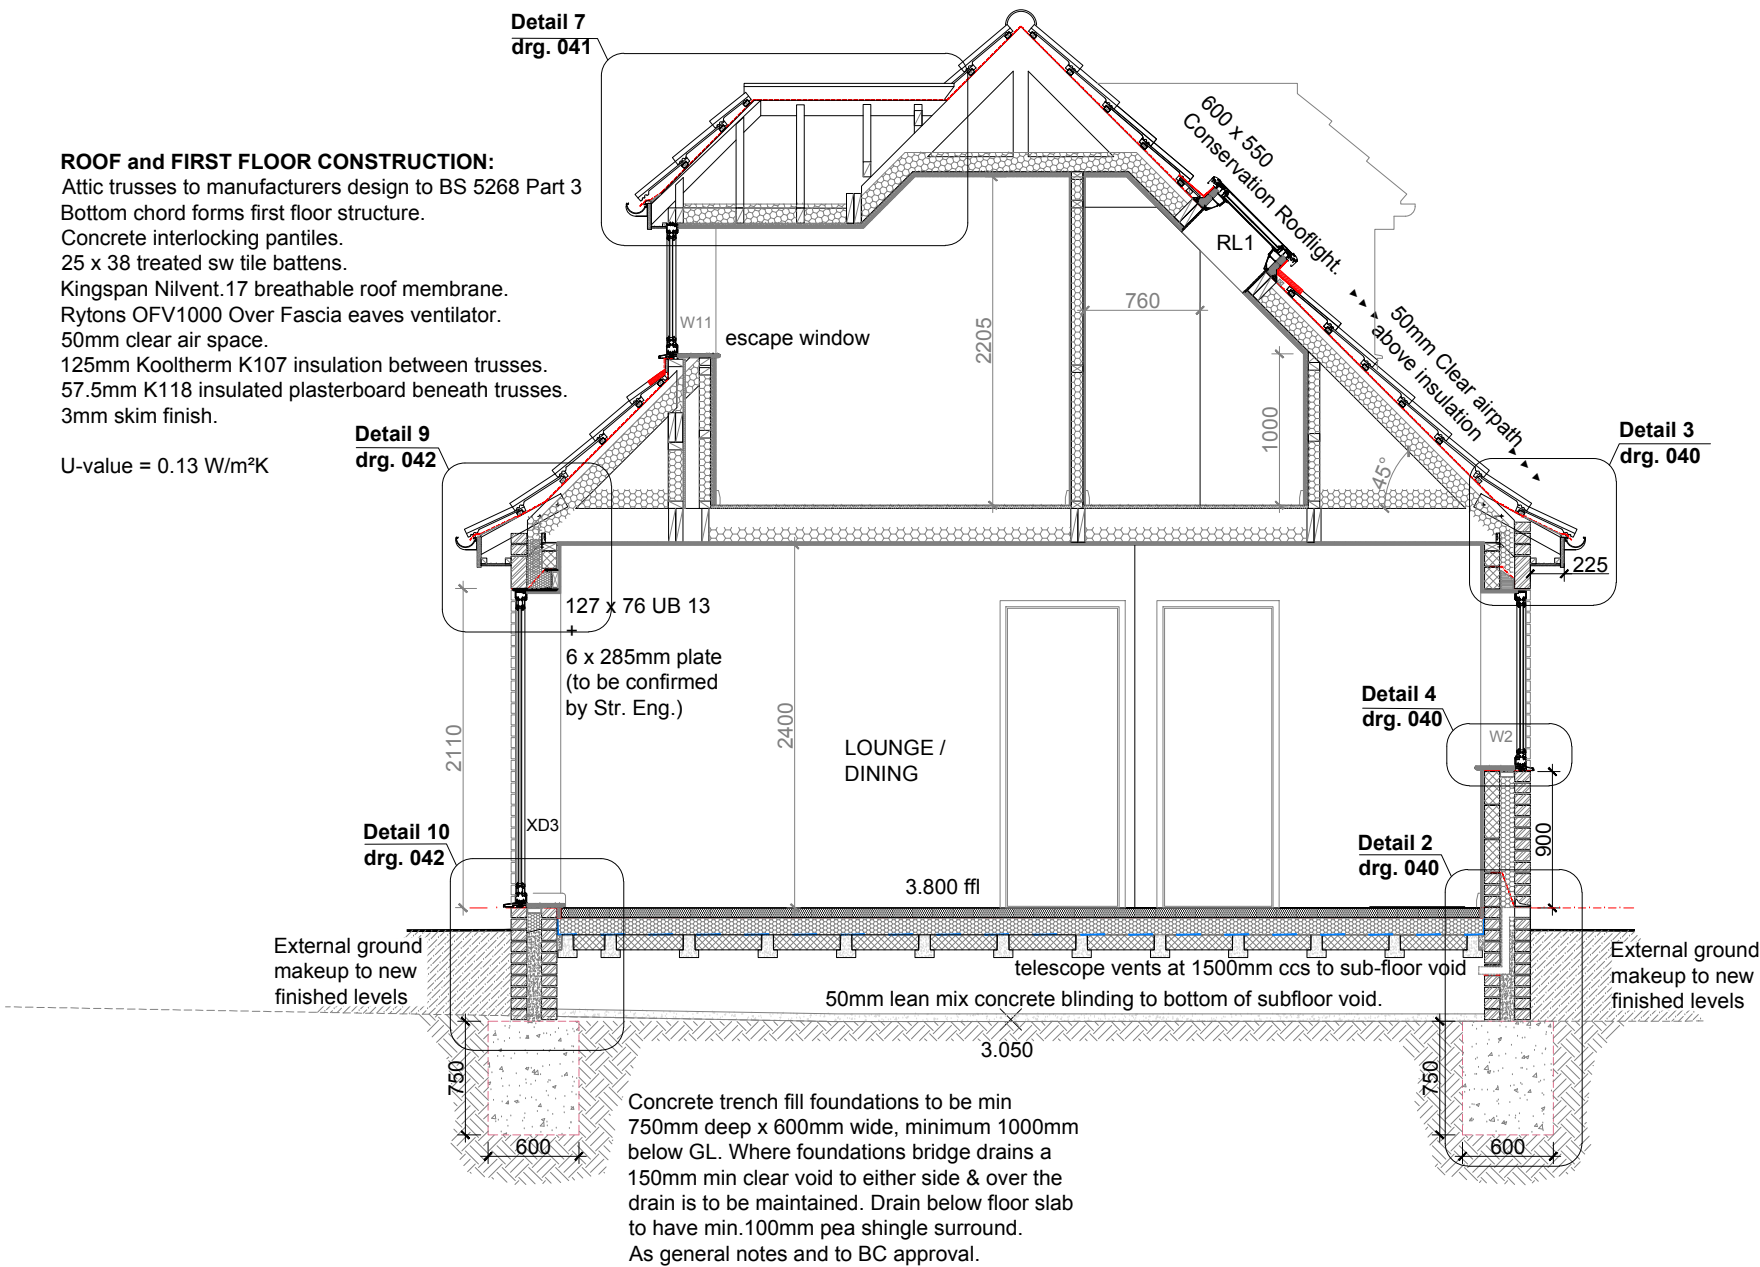 Detail 7
drg. 041
ROOF and FIRST FLOOR CONSTRUCTION:
Attic trusses to manufacturers design to BS 5268 Part 3
Bottom chord forms first floor structure.
Concrete interlocking pantiles.
25 x 38 treated sw tile battens.
Kingspan Nilvent.17 breathable roof membrane.
Rytons OFV1000 Over Fascia eaves ventilator.
50mm clear air space.
125mm Kooltherm K107 insulation between trusses.
57.5mm K118 insulated plasterboard beneath trusses.
3mm skim finish.
U-value = 0.13 W/m²K
600 x 550
Conservation Rooflight.
RL1
50mm Clear airpath
above insulation
W11
escape window
2205
760
1000
45°
Detail 9
drg. 042
Detail 3
drg. 040
225
127 x 76 UB 13
+
6 x 285mm plate
(to be confirmed
by Str. Eng.)
2110
2400
LOUNGE /
DINING
Detail 4
drg. 040
W2
XD3
Detail 10
drg. 042
900
Detail 2
drg. 040
3.800 ffl
External ground
makeup to new
finished levels
telescope vents at 1500mm ccs to sub-floor void
50mm lean mix concrete blinding to bottom of subfloor void.
External ground
makeup to new
finished levels
3.050
750
600
750
600
Concrete trench fill foundations to be min
750mm deep x 600mm wide, minimum 1000mm
below GL. Where foundations bridge drains a
150mm min clear void to either side & over the
drain is to be maintained. Drain below floor slab
to have min.100mm pea shingle surround.
As general notes and to BC approval.